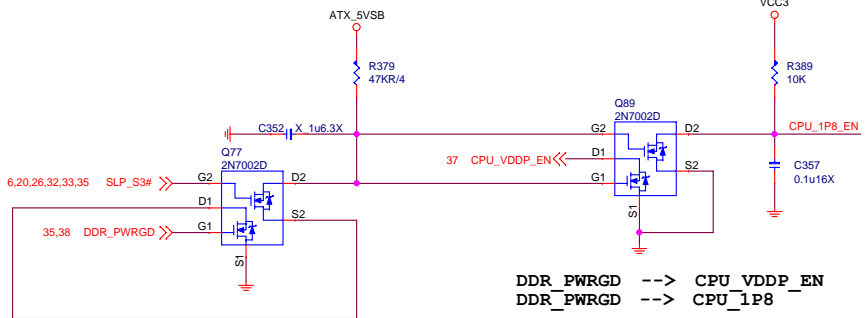 ATX_5VSB
VCC3
R379
47KR/4
R389
10K
Q89
2N7002D
C352
X_1u6.3X
G2
D2
CPU_1P8_EN
Q77
2N7002D
37 CPU_VDDP_EN
D1
S2
C357
0.1u16X
6,20,26,32,33,35 SLP_S3#
G2
D2
G1
D1
S2
S1
35,38 DDR_PWRGD
G1
S1
DDR_PWRGD --> CPU_VDDP_EN
DDR_PWRGD --> CPU_1P8